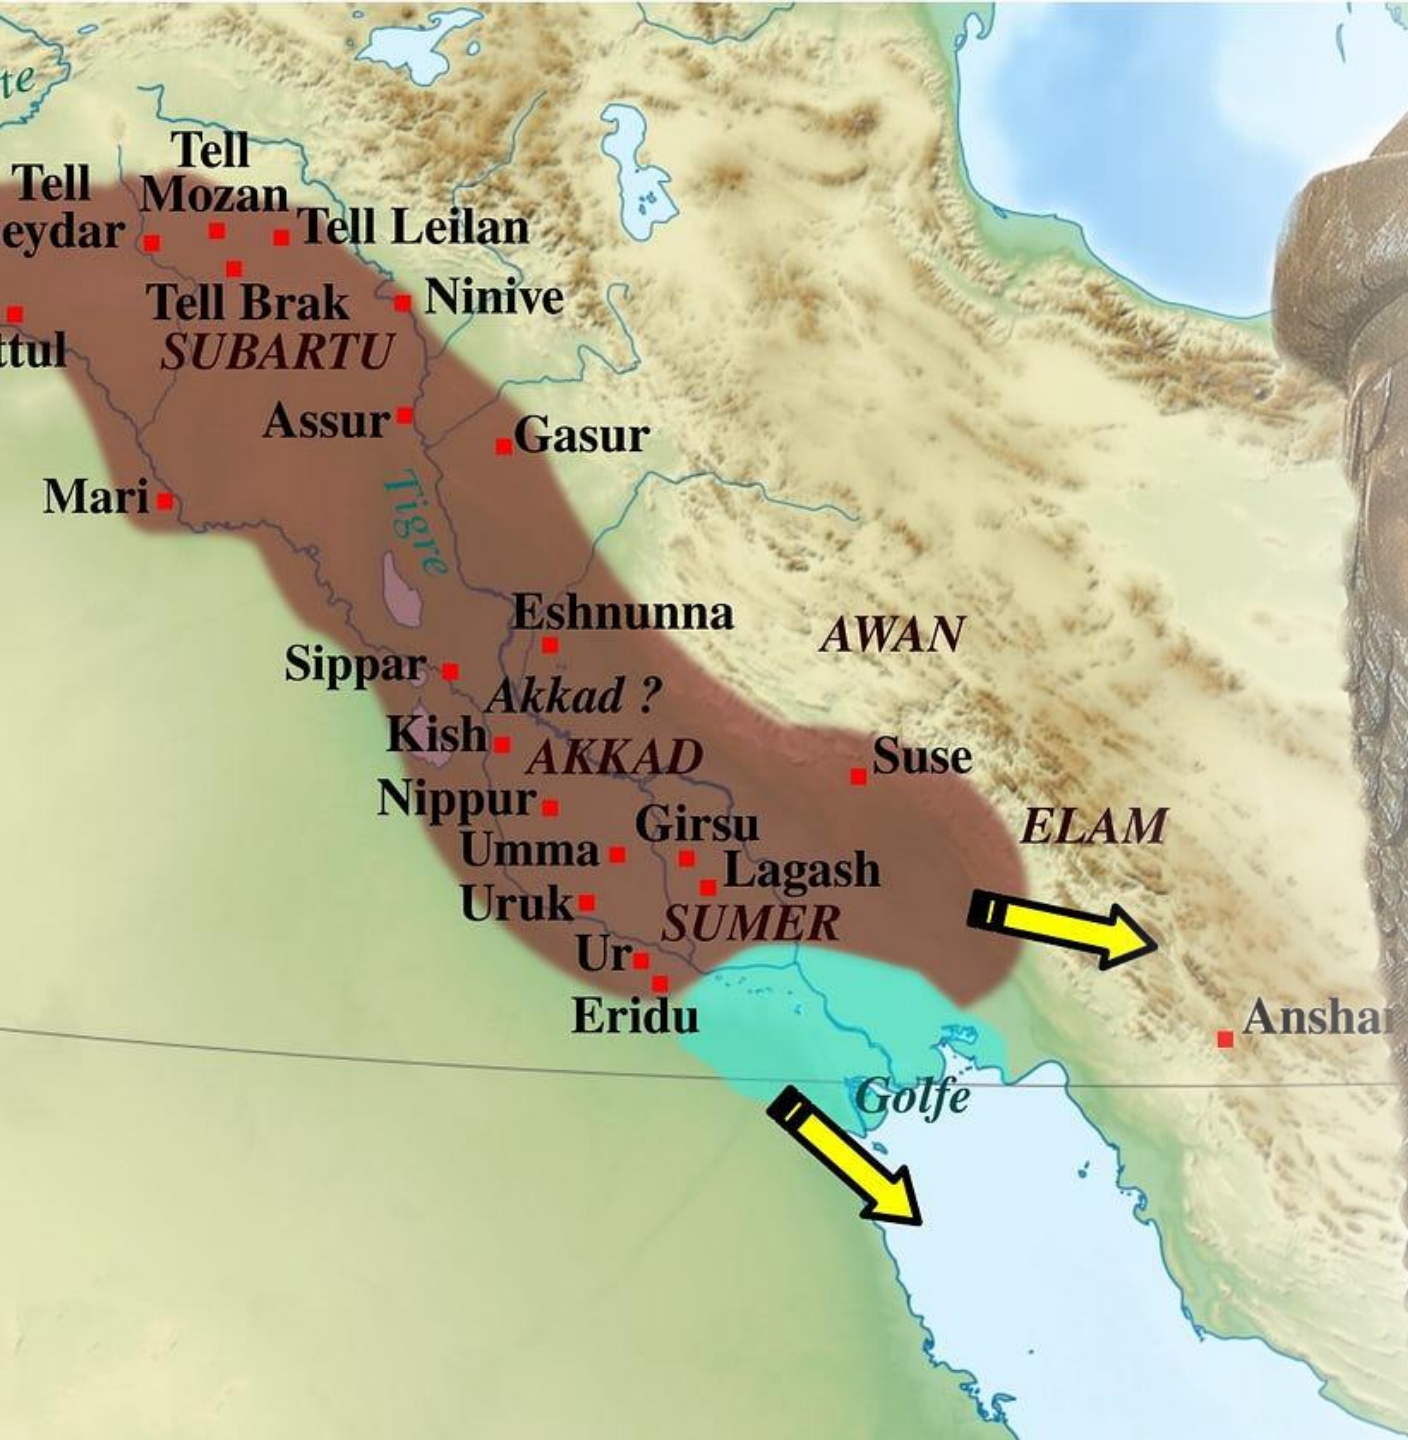 te
Tell
Mozan
Tell
eydar
Tell Leilan
Tell Brak
Ninive
ttul
SUBARTU
Assur
Gasur
Mari
Tigre
Eshnunna
AWAN
Sippar
Akkad ?
Kish
AKKAD
Suse
Nippur
Girsu
ELAM
Umma
Lagash
Uruk
SUMER
Ur
Eridu
Anshan
Golfe